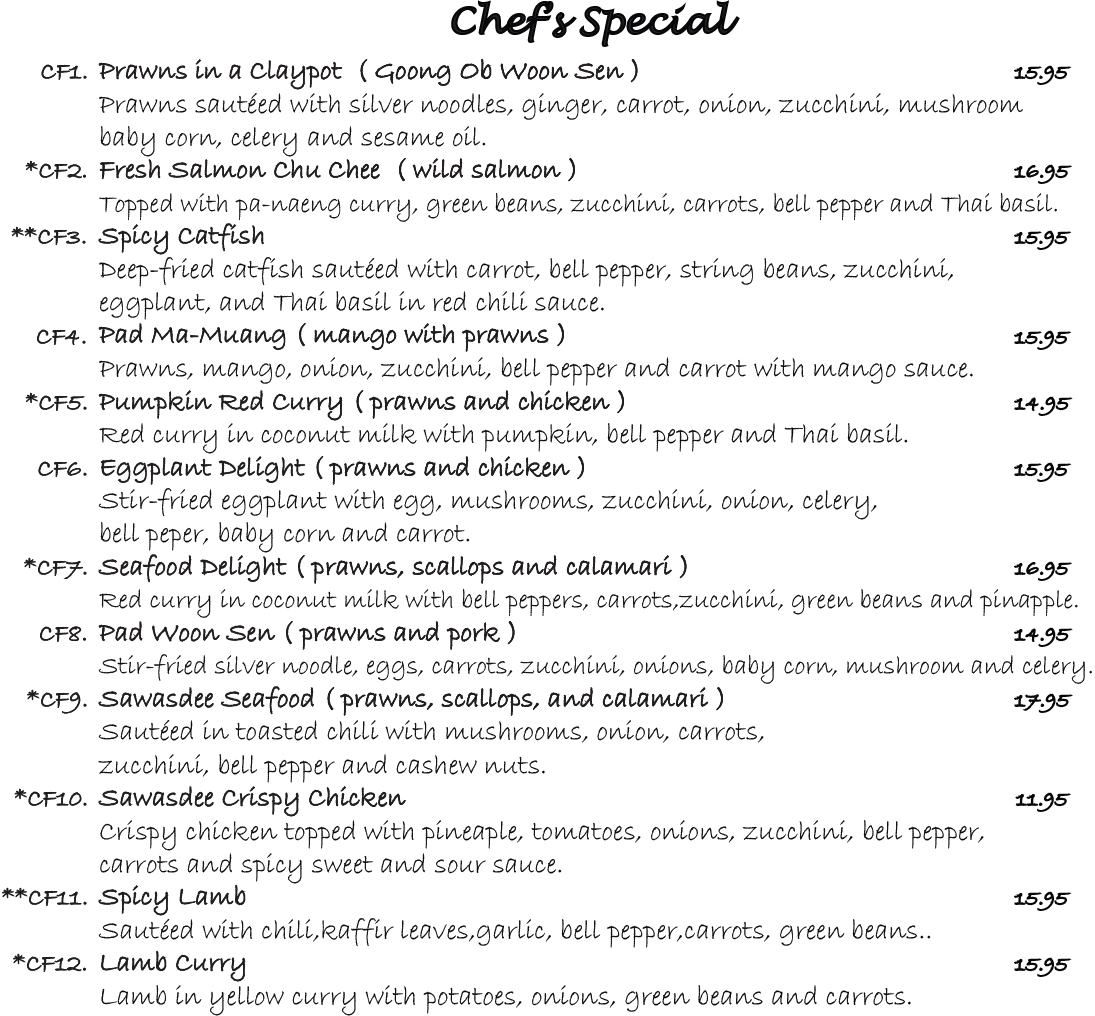 Chef's Special
CF1. Prawns in a Claypot ( Goong Ob Woon Sen ) 15.95
Prawns sautéed with silver noodles, ginger, carrot, onion, zucchini, mushroom
baby corn, celery and sesame oil.
*CF2. Fresh Salmon Chu Chee ( wild salmon ) 16.95
Topped with pa-naeng curry, green beans, zucchini, carrots, bell pepper and Thai basil.
**CF3. Spicy Catfish 15.95
Deep-fried catfish sautéed with carrot, bell pepper, string beans, zucchini,
eggplant, and Thai basil in red chili sauce.
CF4. Pad Ma-Muang ( mango with prawns ) 15.95
Prawns, mango, onion, zucchini, bell pepper and carrot with mango sauce.
*CF5. Pumpkin Red Curry ( prawns and chicken ) 14.95
Red curry in coconut milk with pumpkin, bell pepper and Thai basil.
CF6. Eggplant Delight ( prawns and chicken ) 15.95
Stir-fried eggplant with egg, mushrooms, zucchini, onion, celery,
bell peper, baby corn and carrot.
*CF7. Seafood Delight ( prawns, scallops and calamari ) 16.95
Red curry in coconut milk with bell peppers, carrots,zucchini, green beans and pinapple.
CF8. Pad Woon Sen ( prawns and pork ) 14.95
Stir-fried silver noodle, eggs, carrots, zucchini, onions, baby corn, mushroom and celery.
*CF9. Sawasdee Seafood ( prawns, scallops, and calamari ) 17.95
Sautéed in toasted chili with mushrooms, onion, carrots,
zucchini, bell pepper and cashew nuts.
*CF10. Sawasdee Crispy Chicken 11.95
Crispy chicken topped with pineaple, tomatoes, onions, zucchini, bell pepper,
carrots and spicy sweet and sour sauce.
**CF11. Spicy Lamb 15.95
Sautéed with chili,kaffir leaves,garlic, bell pepper,carrots, green beans..
*CF12. Lamb Curry 15.95
Lamb in yellow curry with potatoes, onions, green beans and carrots.